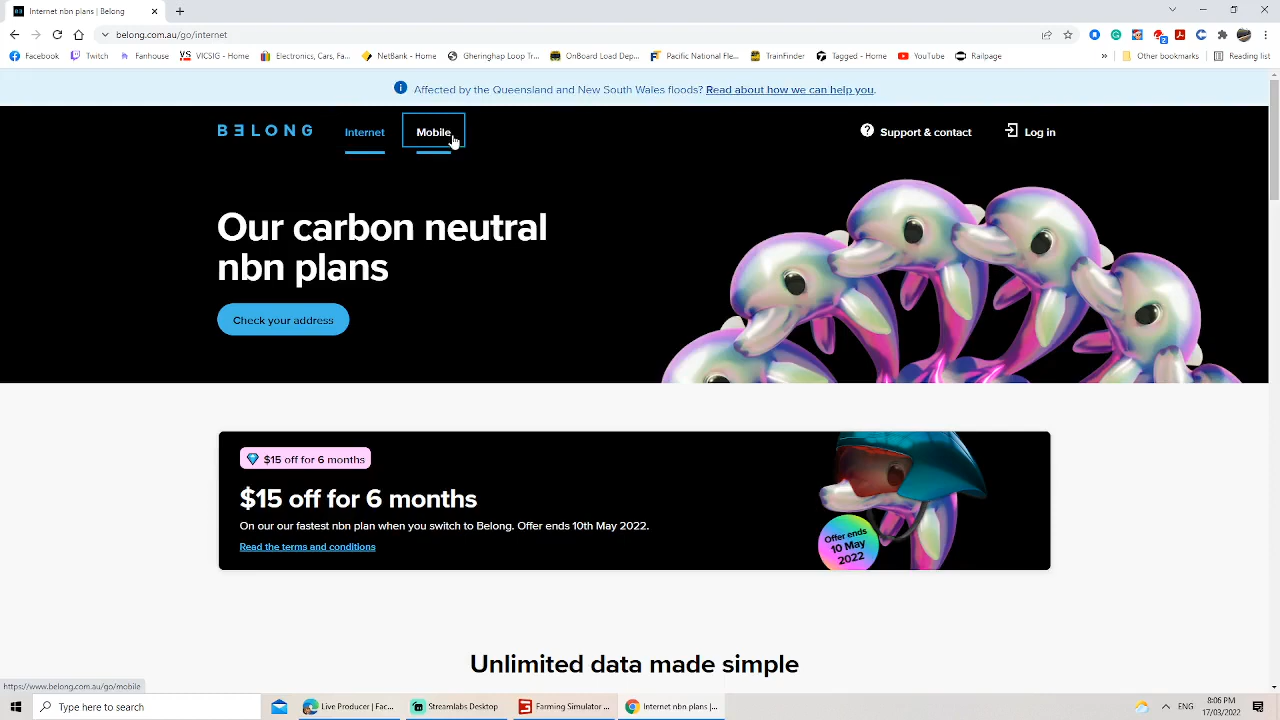 Internet nbn plans | Belong
belong.com.au/go/internet
Facebook
Twitch
Fanhouse
VICSIG - Home
Electronics, Cars, Fa...
NetBank - Home
Gheringhap Loop Tr...
OnBoard Load Dep...
Pacific National Fle...
TrainFinder
Tagged - Home
YouTube
Railpage
»
Other bookmarks
Reading list
Affected by the Queensland and New South Wales floods? Read about how we can help you.
BELONG
Internet
Mobile
Support & contact
Log in
Our carbon neutral
nbn plans
Check your address
$15 off for 6 months
$15 off for 6 months
On our our fastest nbn plan when you switch to Belong. Offer ends 10th May 2022.
Read the terms and conditions
Offer ends
10 May
2022
Unlimited data made simple
https://www.belong.com.au/go/mobile
Type here to search
Live Producer | Fac...
Streamlabs Desktop
Farming Simulator ...
Internet nbn plans |...
ENG
8:06 PM
17/03/2022